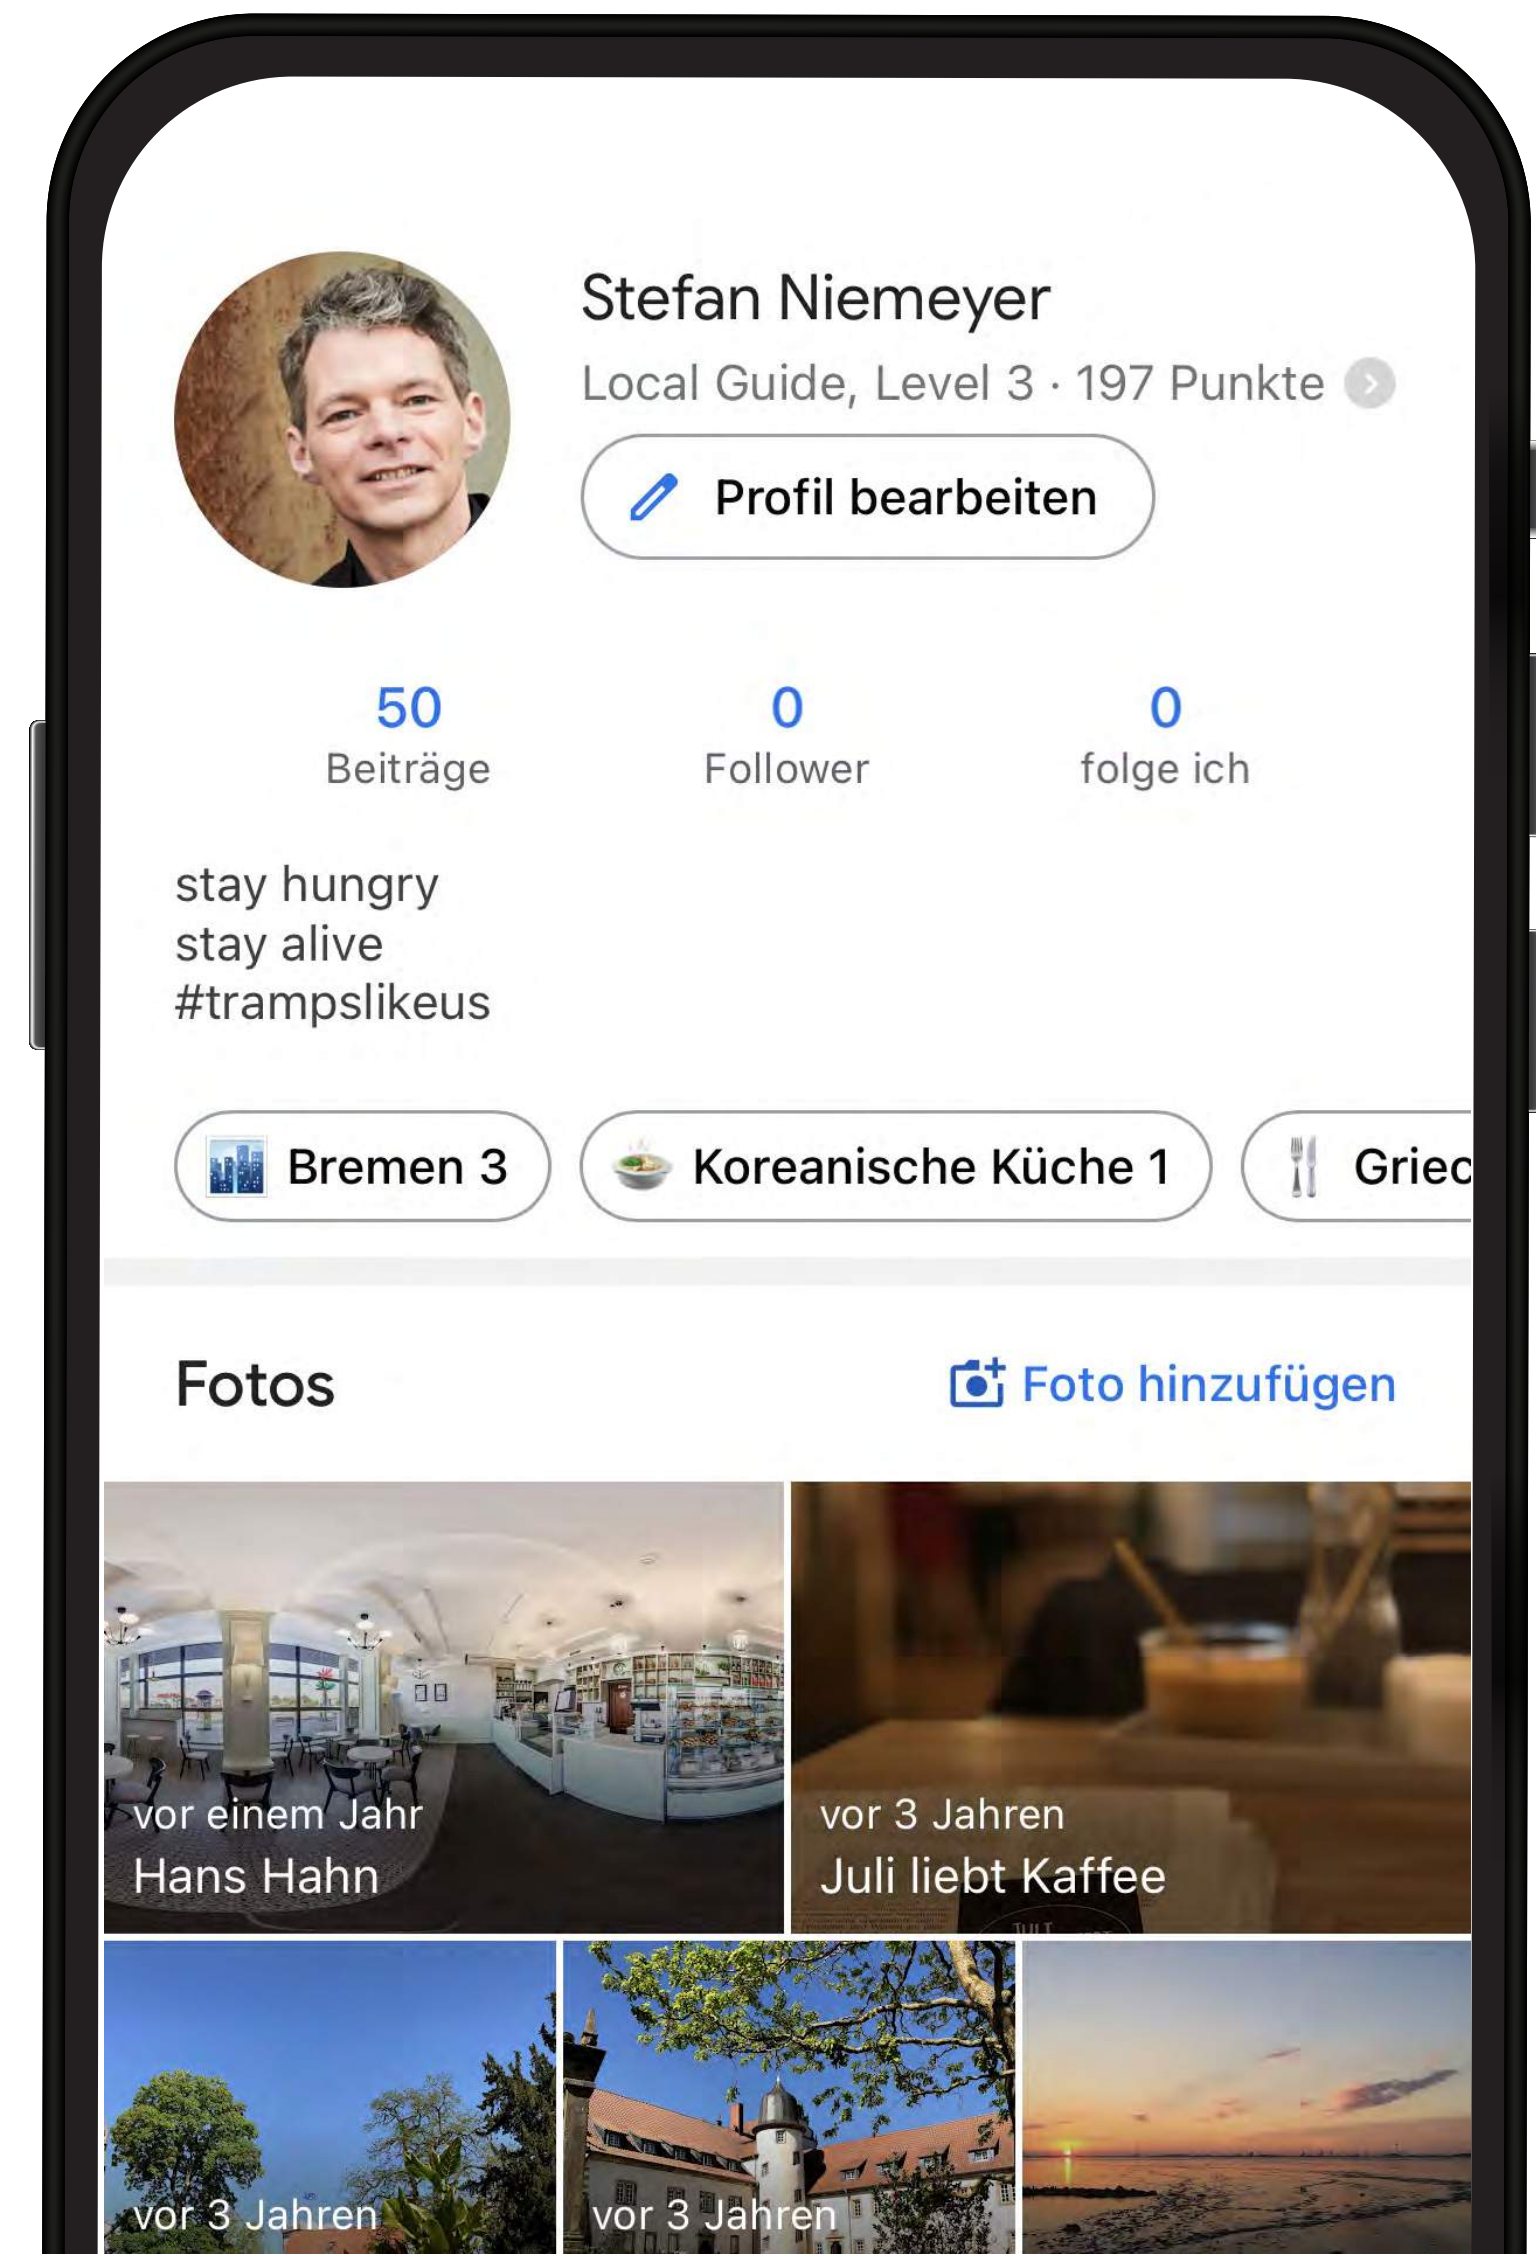 Stefan Niemeyer
Local Guide, Level 3 · 197 Punkte
Profil bearbeiten
50
Beiträge
0
Follower
0
folge ich
stay hungry
stay alive
#trampslikeus
Bremen 3
Koreanische Küche 1
Griec
Fotos
Foto hinzufügen
vor einem Jahr
Hans Hahn
vor 3 Jahren
Juli liebt Kaffee
vor 3 Jahren
vor 3 Jahren